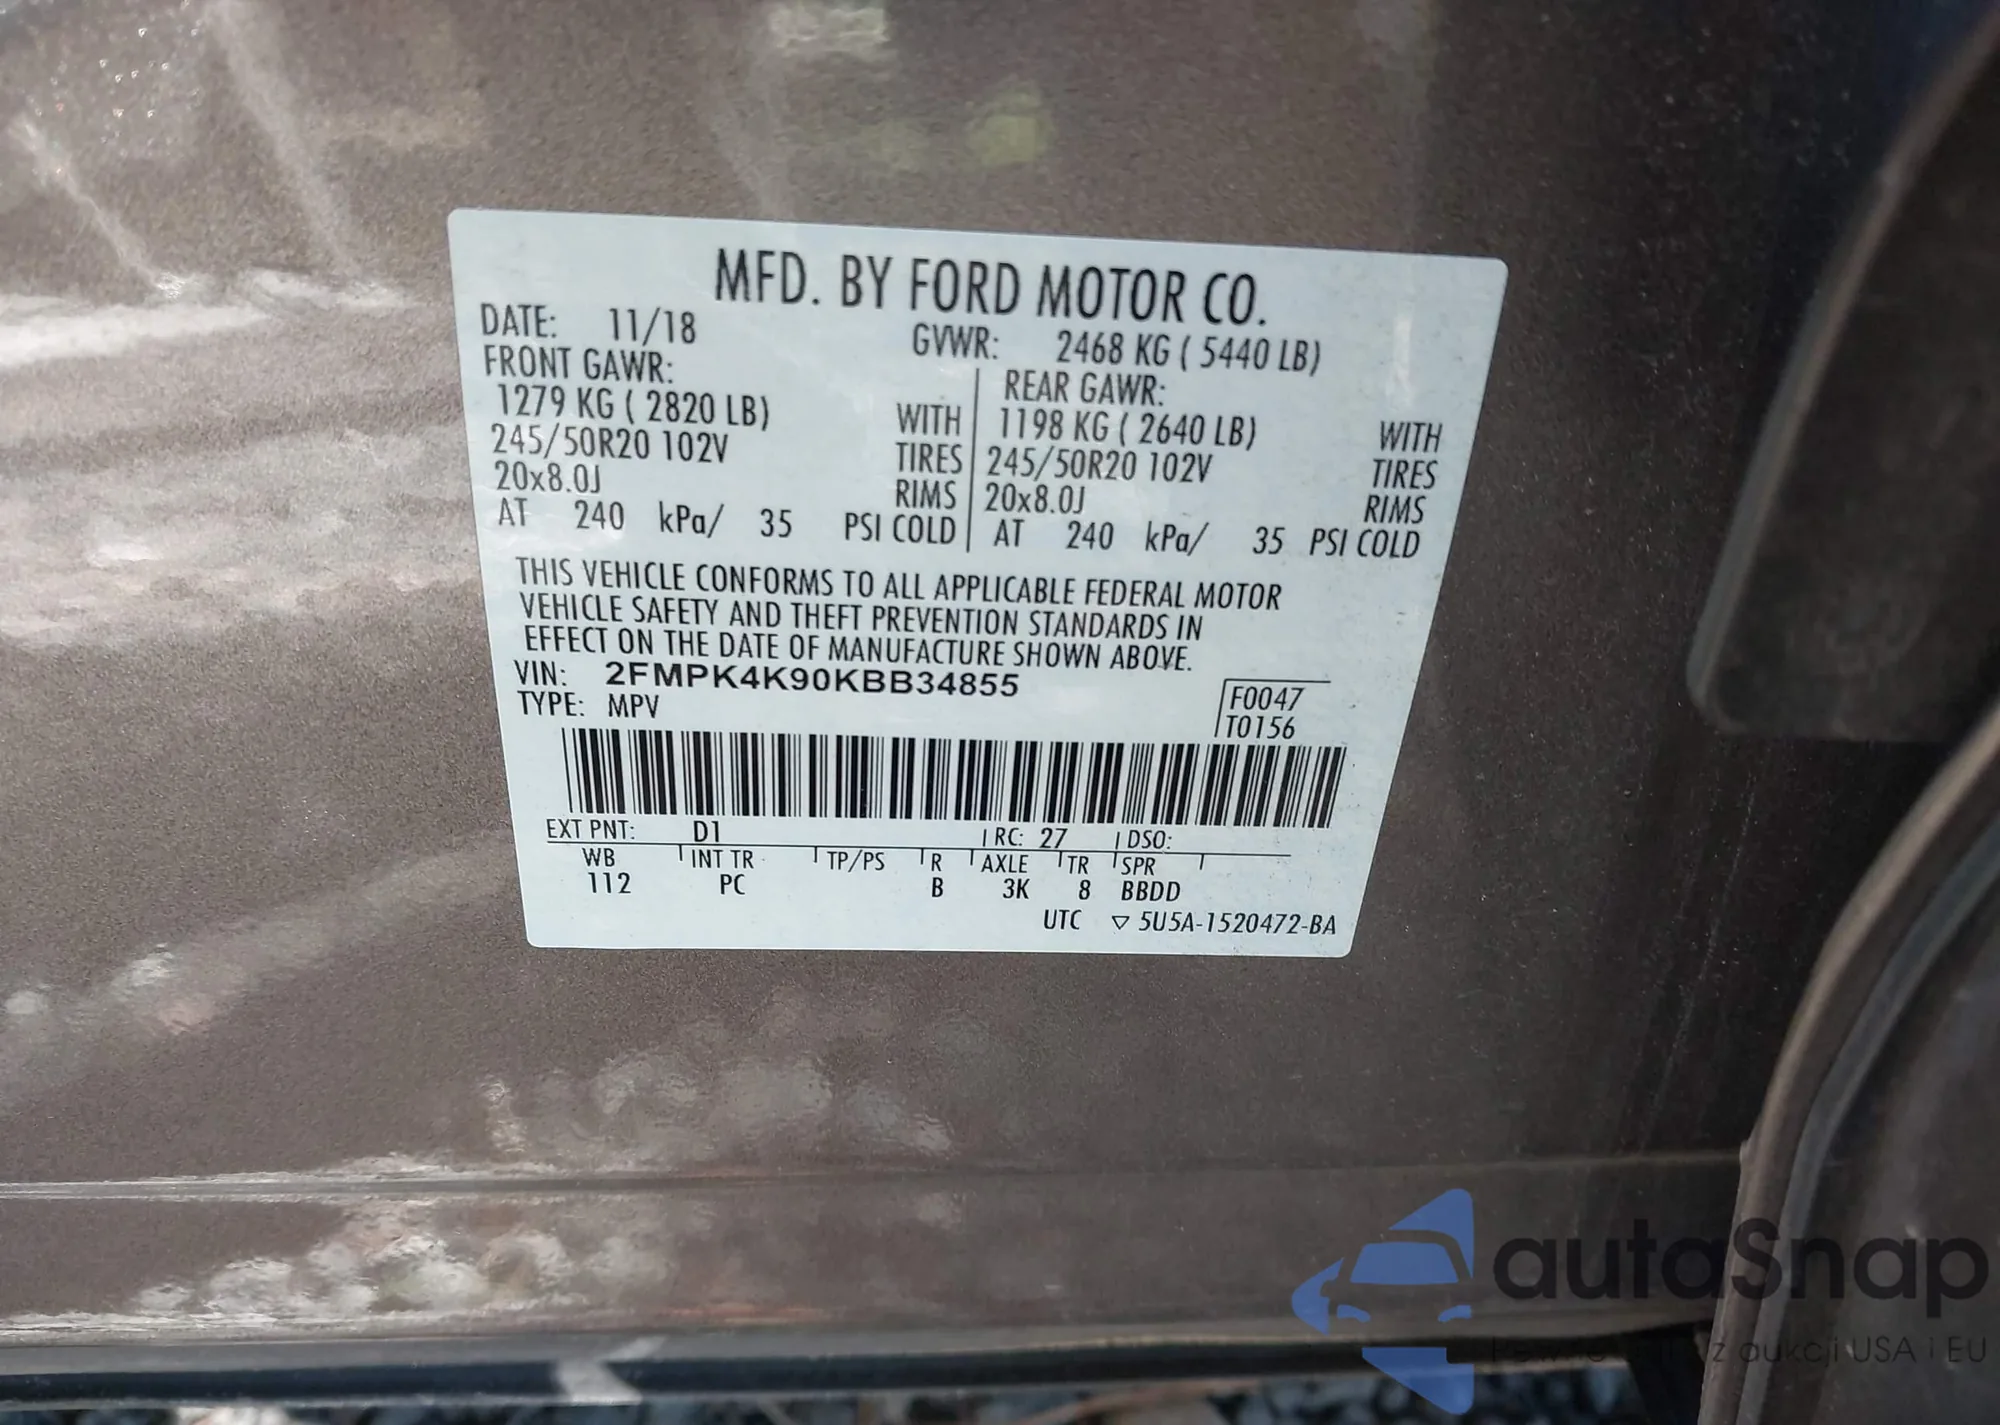 MFD. BY FORD MOTOR CO.
DATE: 11/18 GVWR: 2468 KG ( 5440 LB)
FRONT GAWR: REAR GAWR:
1279 KG ( 2820 LB) WITH 1198 KG ( 2640 LB) WITH
245/50R20 102V TIRES 245/50R20 102V TIRES
20x8.0J RIMS 20x8.0J RIMS
AT 240 kPa/ 35 PSI COLD AT 240 kPa/ 35 PSI COLD
THIS VEHICLE CONFORMS TO ALL APPLICABLE FEDERAL MOTOR
VEHICLE SAFETY AND THEFT PREVENTION STANDARDS IN
EFFECT ON THE DATE OF MANUFACTURE SHOWN ABOVE.
VIN: 2FMPK4K90KBB34855
TYPE: MPV
F0047
T0156
EXT PNT: D1 RC: 27 DSO:
WB INT TR TP/PS R AXLE TR SPR
112 PC B 3K 8 BBDD
UTC ▽ 5U5A-1520472-BA
autaSnap
z aukcji USA i EU